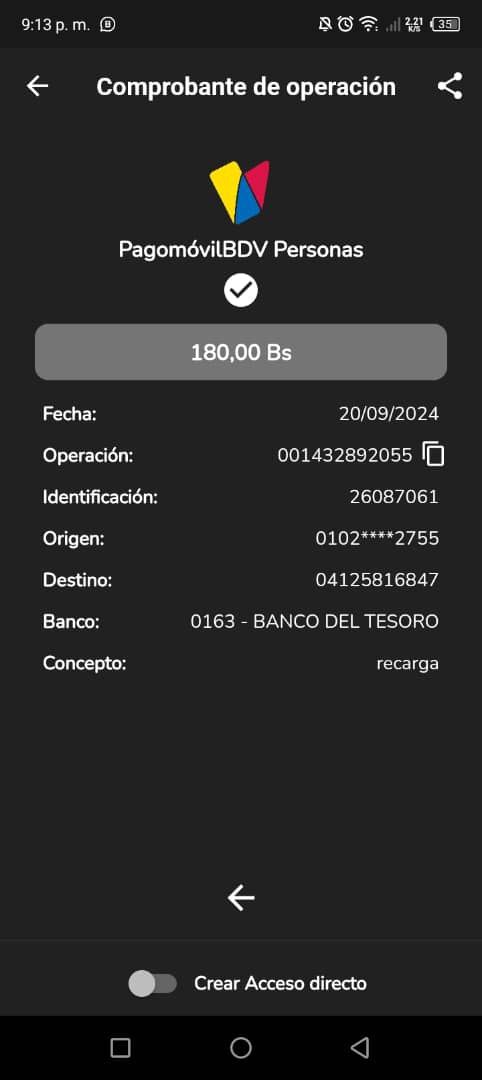 9:13 p. m.
2,21
K/S
35
Comprobante de operación
PagomóvilBDV Personas
180,00 Bs
Fecha: 20/09/2024
Operación: 001432892055
Identificación: 26087061
Origen: 0102****2755
Destino: 04125816847
Banco: 0163 - BANCO DEL TESORO
Concepto: recarga
Crear Acceso directo